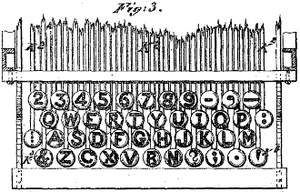 Fig. 3.
2 3 4 5 6 7 8 9 - , —
Q W E R T Y U I O P :
A S D F G H J K L M
& Z C X V B N ? ; .